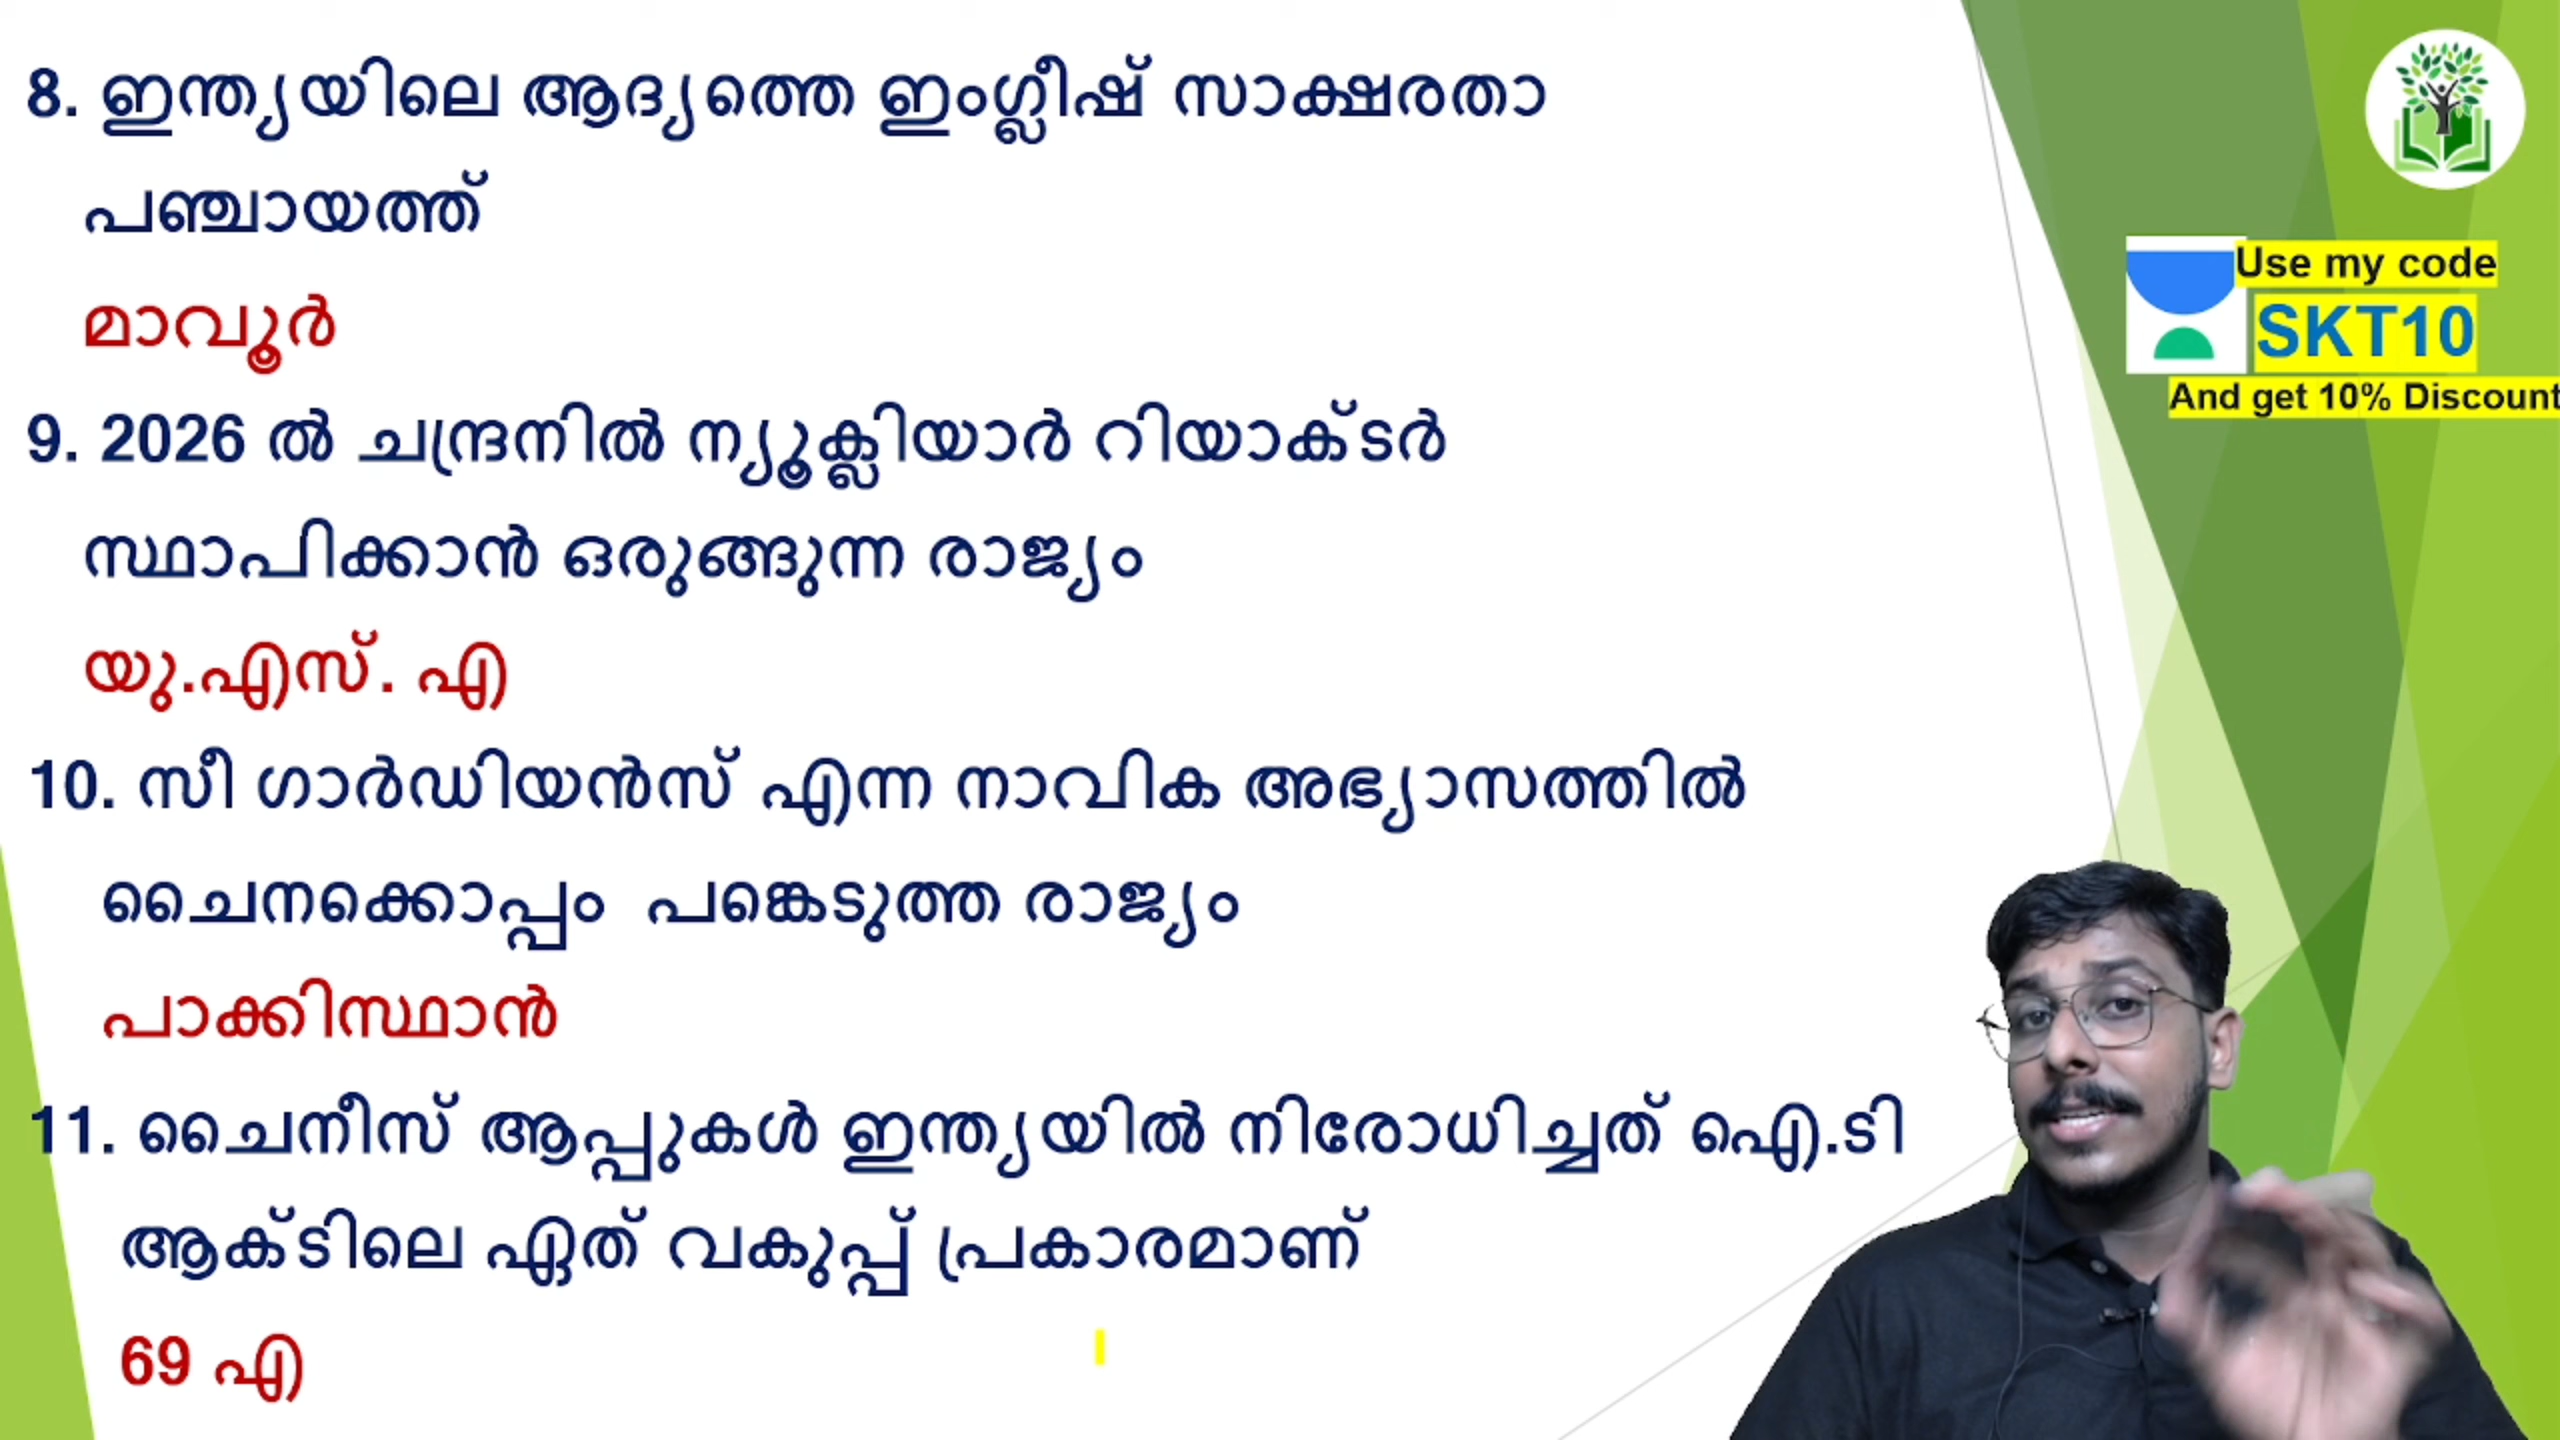 8. ഇന്ത്യയിലെ ആദ്യത്തെ ഇംഗ്ലീഷ് സാക്ഷരതാ
പഞ്ചായത്ത്
മാവൂർ
9. 2026 ൽ ചന്ദ്രനിൽ ന്യൂക്ലിയാർ റിയാക്ടർ
സ്ഥാപിക്കാൻ ഒരുങ്ങുന്ന രാജ്യം
യു.എസ്. എ
10. സീ ഗാർഡിയൻസ് എന്ന നാവിക അഭ്യാസത്തിൽ
ചൈനക്കൊപ്പം പങ്കെടുത്ത രാജ്യം
പാക്കിസ്ഥാൻ
11. ചൈനീസ് ആപ്പുകൾ ഇന്ത്യയിൽ നിരോധിച്ചത് ഐ.ടി
ആക്ടിലെ ഏത് വകുപ്പ് പ്രകാരമാണ്
69 എ
Use my code
SKT10
And get 10% Discount